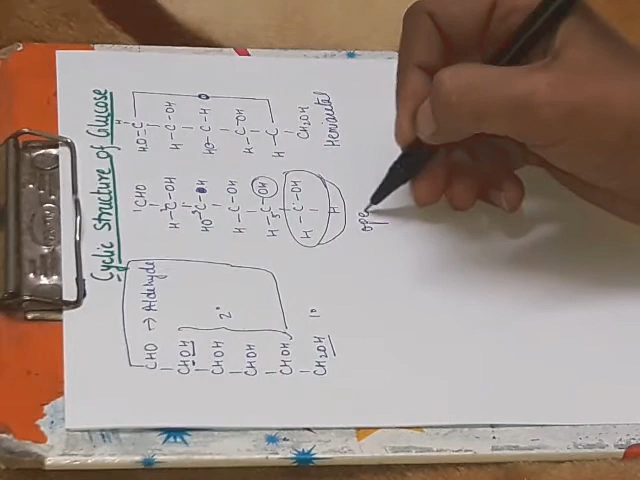 Cyclic Structure of Glucose
CHO → Aldehyde
CHOH
CHOH
CHOH
CHOH
CH2OH
2°
1°
CHO
H-C-OH
HO-C-H
H-C-OH
H-C-OH
H-C-OH
H
H
HO-C
H-C-OH
HO-C-H
H-C-OH
H-C
CH2OH
Hemiacetal
ope